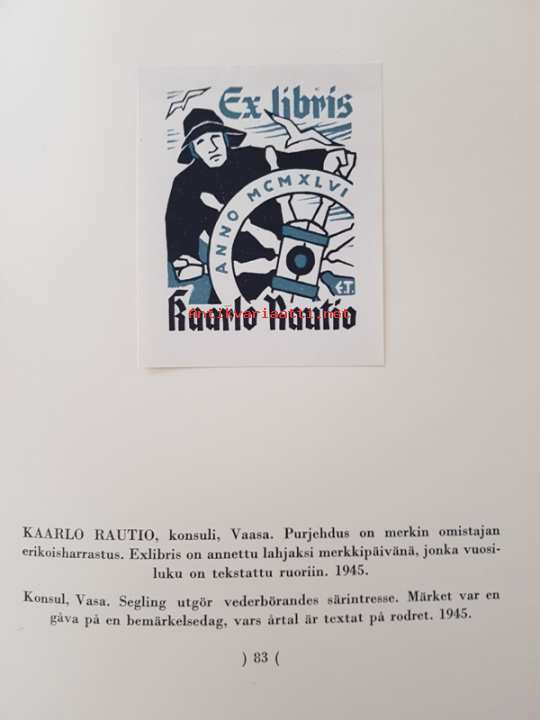 Ex libris
ANNO MCMXLVI
E.T.
Kaarlo Rautio
Antikvariaatti.net
KAARLO RAUTIO, konsuli, Vaasa. Purjehdus on merkin omistajan
erikoisharrastus. Exlibris on annettu lahjaksi merkkipäivänä, jonka vuosi-
luku on tekstattu ruoriin. 1945.
Konsul, Vasa. Segling utgör vederbörandes särintresse. Märket var en
gåva på en bemärkelsedag, vars årtal är textat på rodret. 1945.
) 83 (